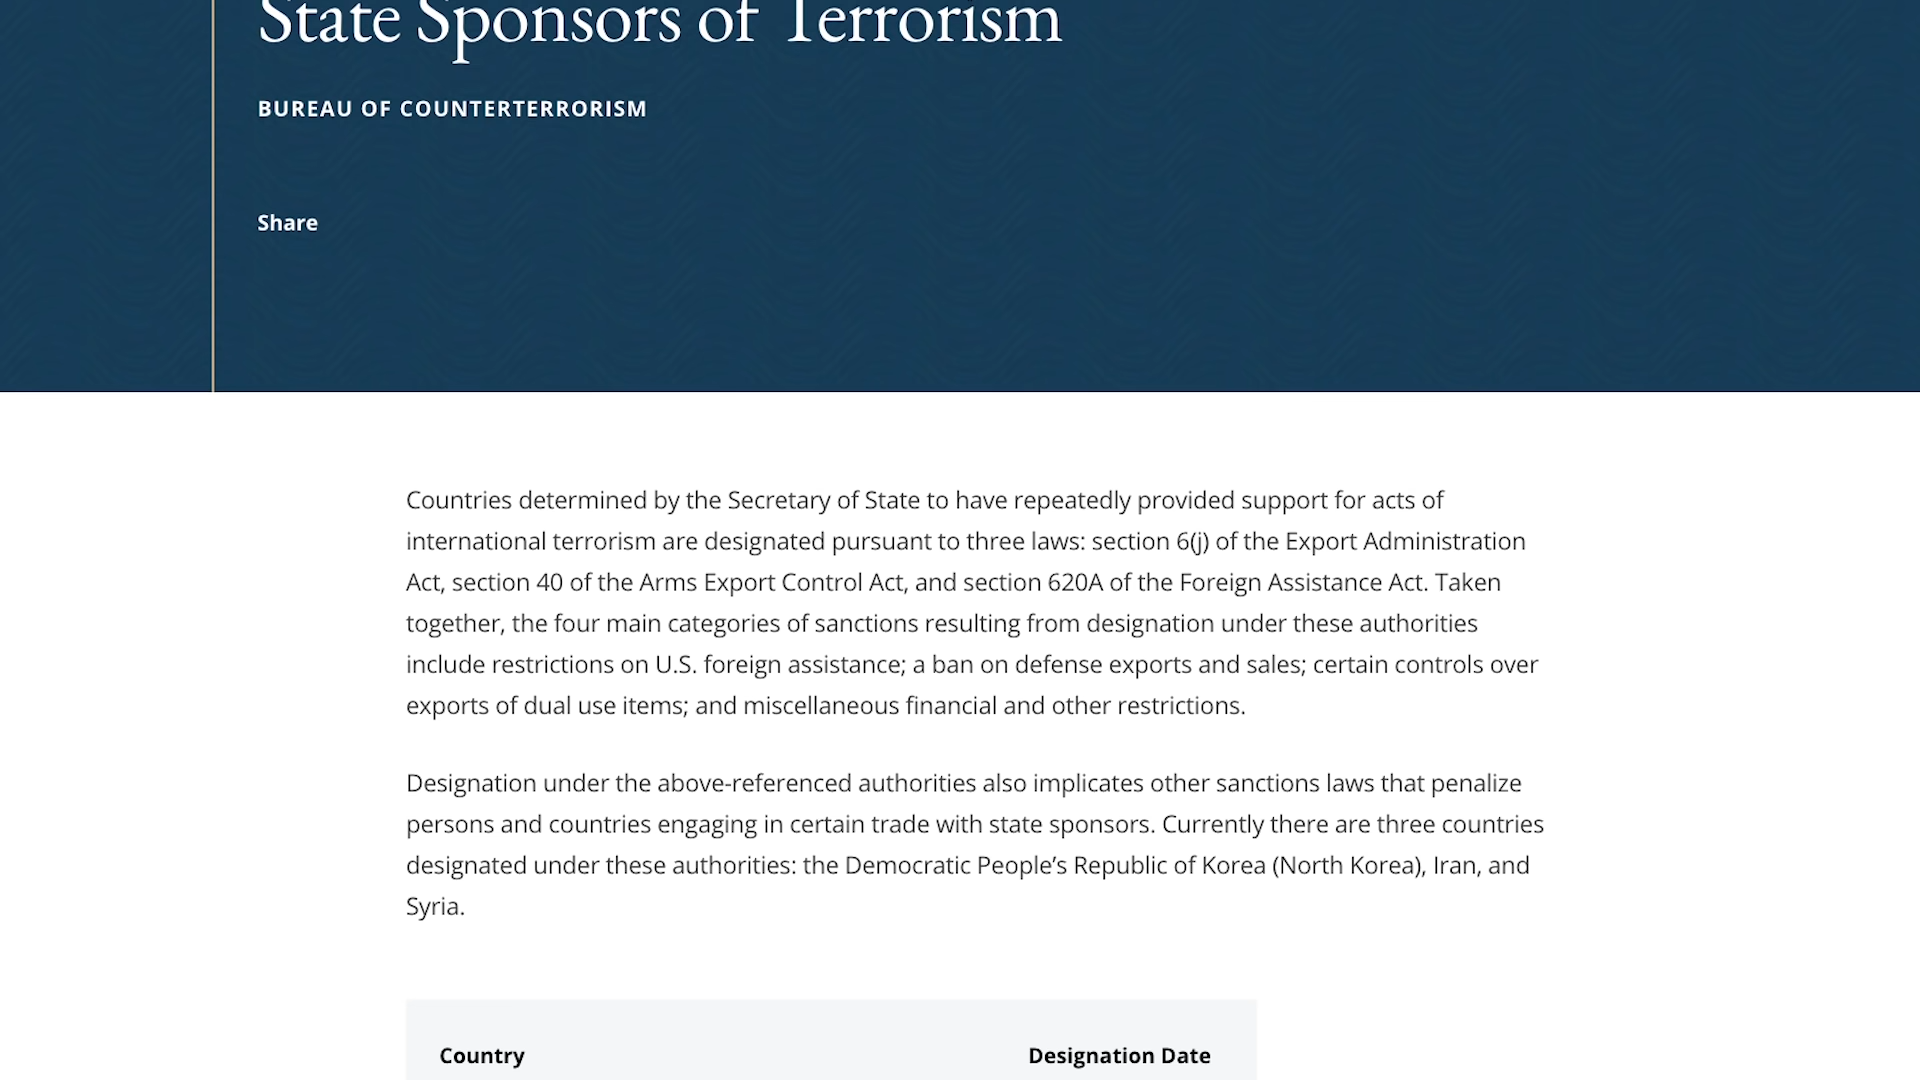 State Sponsors of Terrorism
BUREAU OF COUNTERTERRORISM
Share
Countries determined by the Secretary of State to have repeatedly provided support for acts of
international terrorism are designated pursuant to three laws: section 6(j) of the Export Administration
Act, section 40 of the Arms Export Control Act, and section 620A of the Foreign Assistance Act. Taken
together, the four main categories of sanctions resulting from designation under these authorities
include restrictions on U.S. foreign assistance; a ban on defense exports and sales; certain controls over
exports of dual use items; and miscellaneous financial and other restrictions.
Designation under the above-referenced authorities also implicates other sanctions laws that penalize
persons and countries engaging in certain trade with state sponsors. Currently there are three countries
designated under these authorities: the Democratic People’s Republic of Korea (North Korea), Iran, and
Syria.
Country Designation Date